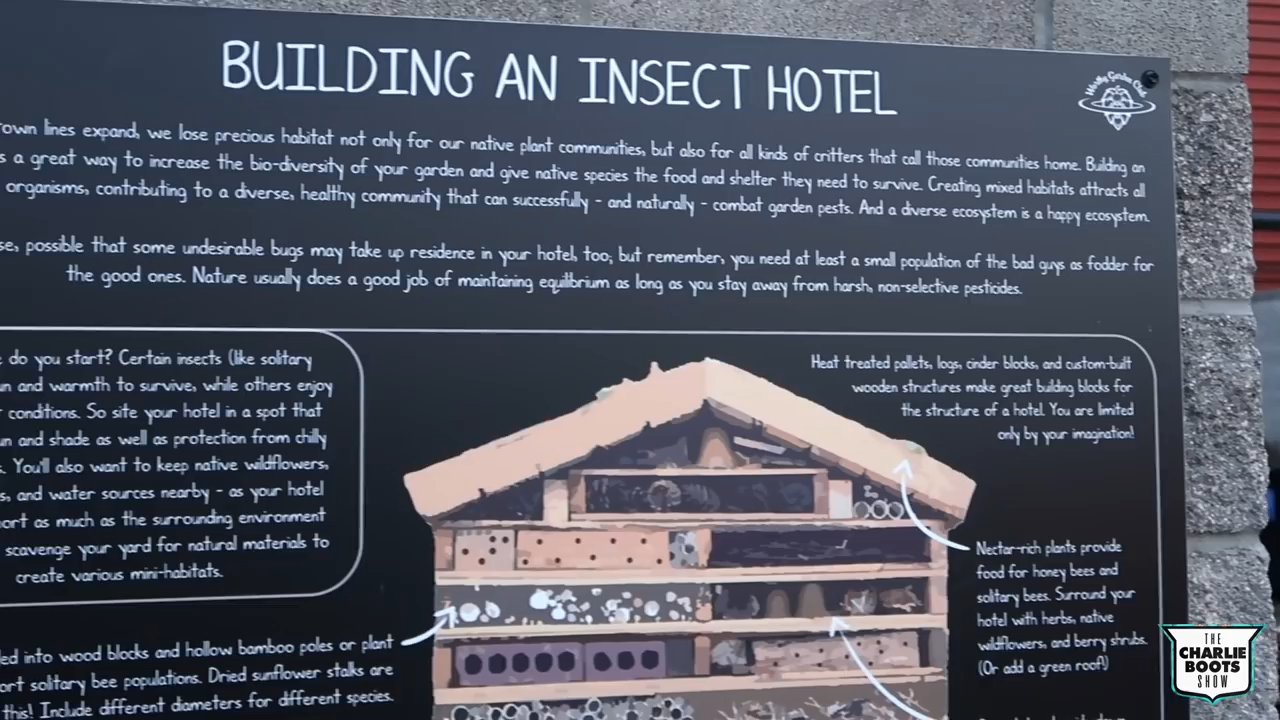 BUILDING AN INSECT HOTEL
own lines expand, we lose precious habitat not only for our native plant communities, but also for all kinds of critters that call those communities home. Building an
s a great way to increase the bio-diversity of your garden and give native species the food and shelter they need to survive. Creating mixed habitats attracts all
organisms, contributing to a diverse, healthy community that can successfully - and naturally - combat garden pests. And a diverse ecosystem is a happy ecosystem.
se, possible that some undesirable bugs may take up residence in your hotel, too; but remember, you need at least a small population of the bad guys as fodder for
the good ones. Nature usually does a good job of maintaining equilibrium as long as you stay away from harsh, non-selective pesticides.
do you start? Certain insects (like solitary
un and warmth to survive, while others enjoy
conditions. So site your hotel in a spot that
un and shade as well as protection from chilly
s. You'll also want to keep native wildflowers,
s, and water sources nearby - as your hotel
ort as much as the surrounding environment
scavenge your yard for natural materials to
create various mini-habitats.
Heat treated pallets, logs, cinder blocks, and custom-built
wooden structures make great building blocks for
the structure of a hotel. You are limited
only by your imagination!
Nectar-rich plants provide
food for honey bees and
solitary bees. Surround your
hotel with herbs, native
wildflowers, and berry shrubs.
(Or add a green roof!)
led into wood blocks and hollow bamboo poles or plant
ort solitary bee populations. Dried sunflower stalks are
this! Include different diameters for different species.
THE
CHARLIE
BOOTS
SHOW